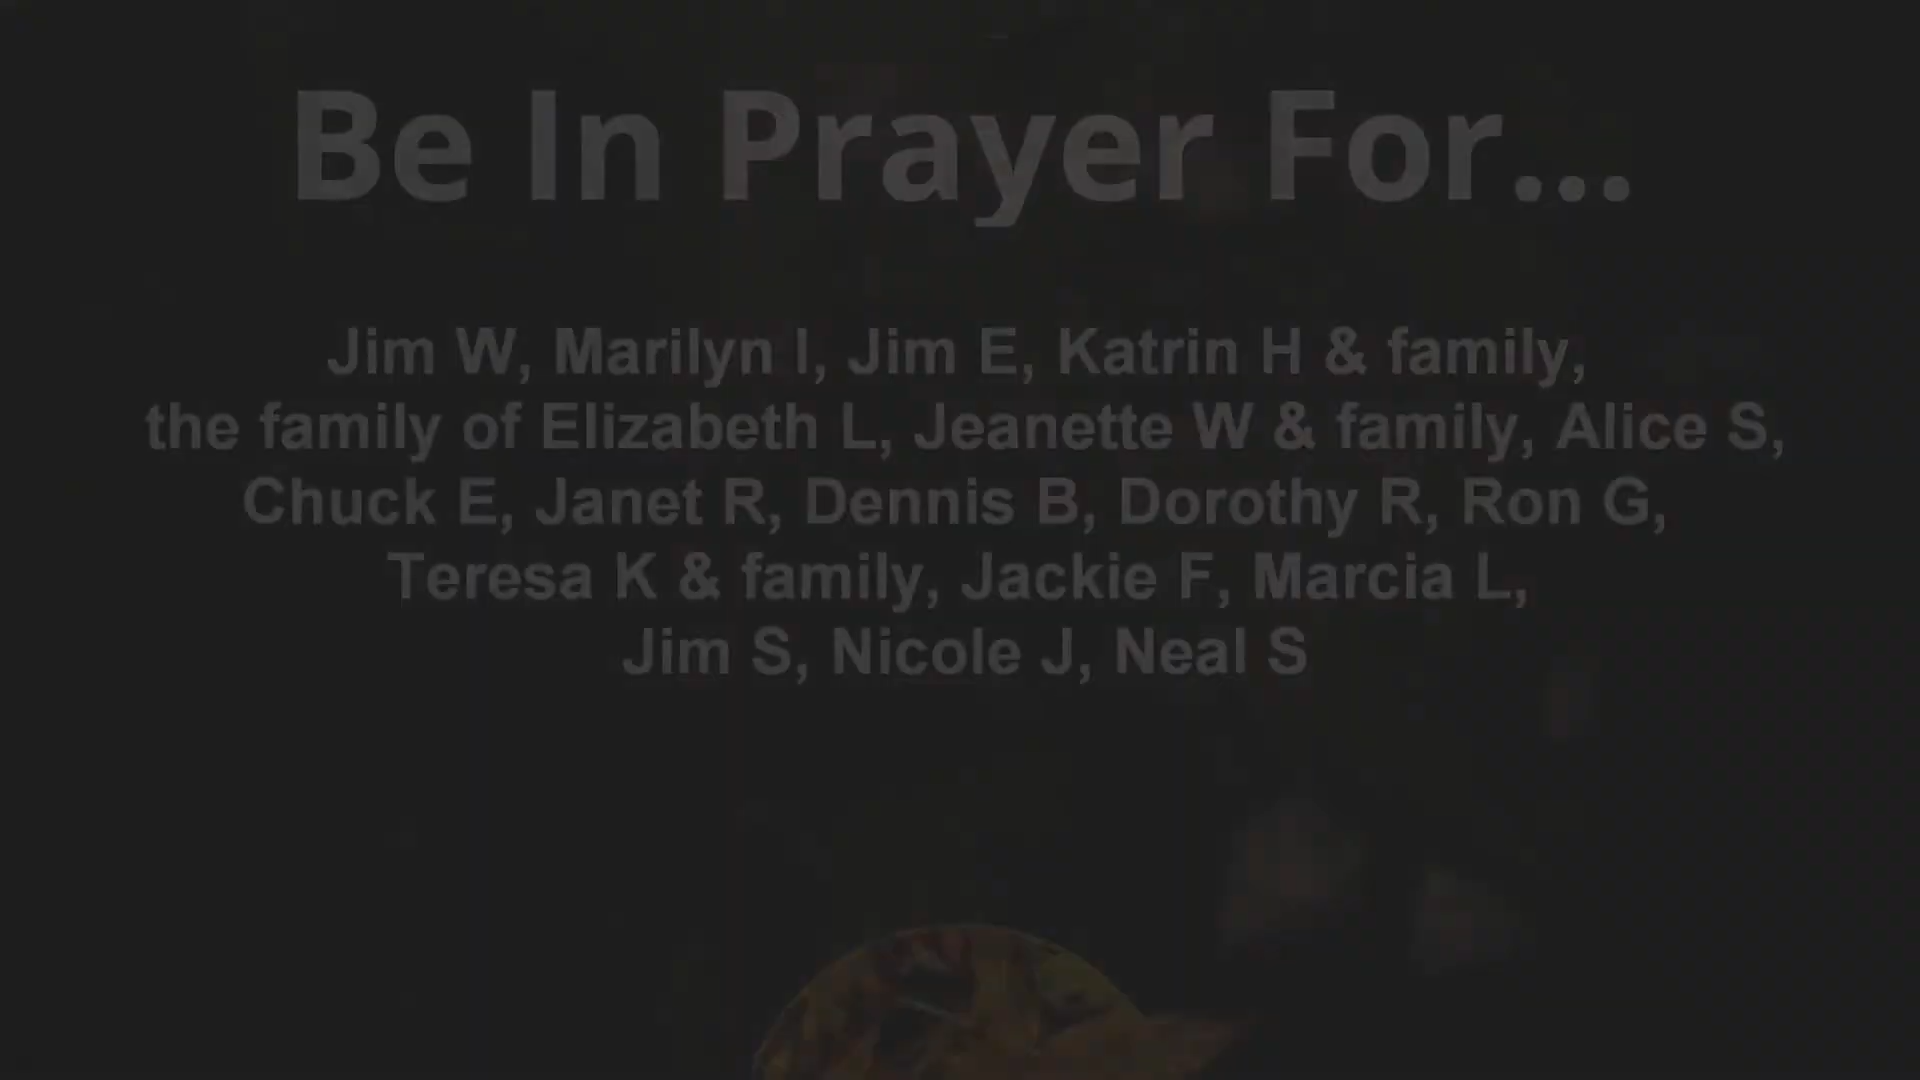 Be In Prayer For...
Jim W, Marilyn I, Jim E, Katrin H & family,
the family of Elizabeth L, Jeanette W & family, Alice S,
Chuck E, Janet R, Dennis B, Dorothy R, Ron G,
Teresa K & family, Jackie F, Marcia L,
Jim S, Nicole J, Neal S